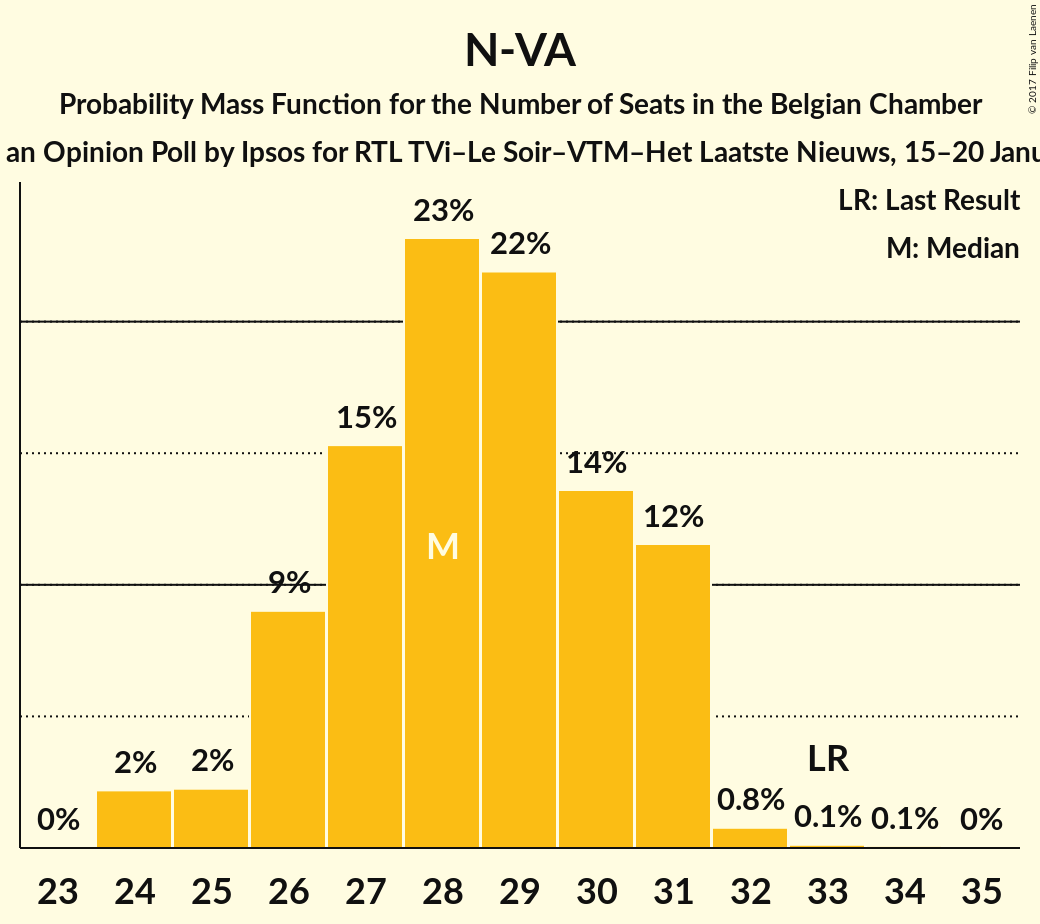 N-VA
Probability Mass Function for the Number of Seats in the Belgian Chamber
an Opinion Poll by Ipsos for RTL TVi–Le Soir–VTM–Het Laatste Nieuws, 15–20
© 2017 Filip van Laenen
LR: Last Result
M: Median
23%
22%
15%
14%
12%
M
9%
2%
2%
LR
0%
0.8%
0.1%
0.1%
0%
23 24 25 26 27 28 29 30 31 32 33 34 35